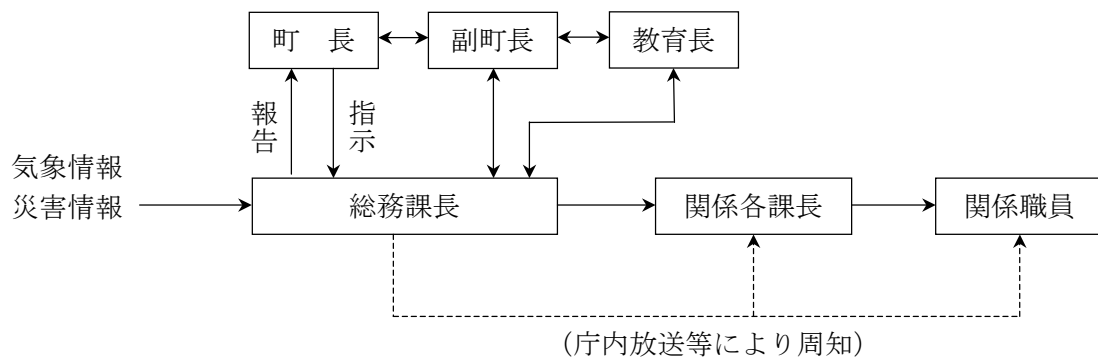 町　長
副町長
教育長
報告
指示
気象情報
災害情報
総務課長
関係各課長
関係職員
（庁内放送等により周知）